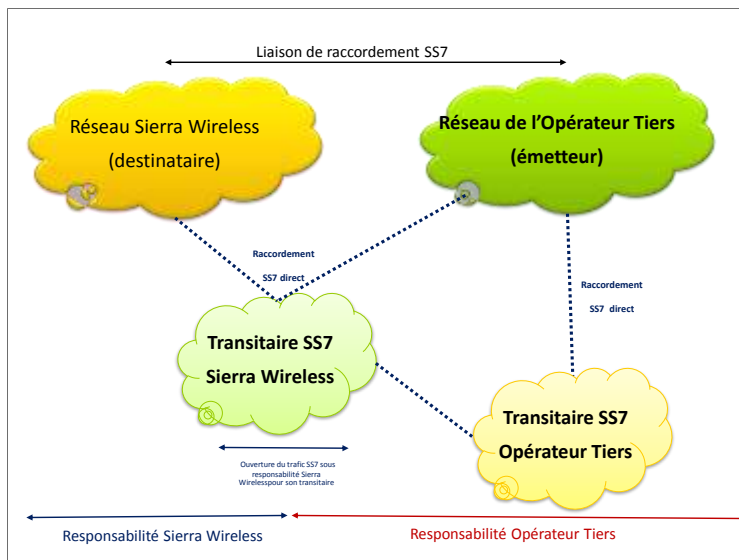 Liaison de raccordement SS7
Réseau Sierra Wireless
(destinataire)
Réseau de l'Opérateur Tiers
(émetteur)
Raccordement
SS7 direct
Raccordement
SS7 direct
Transitaire SS7
Sierra Wireless
Transitaire SS7
Opérateur Tiers
Ouverture du trafic SS7 sous
responsabilité Sierra
Wirelesspour son transitaire
Responsabilité Sierra Wireless
Responsabilité Opérateur Tiers